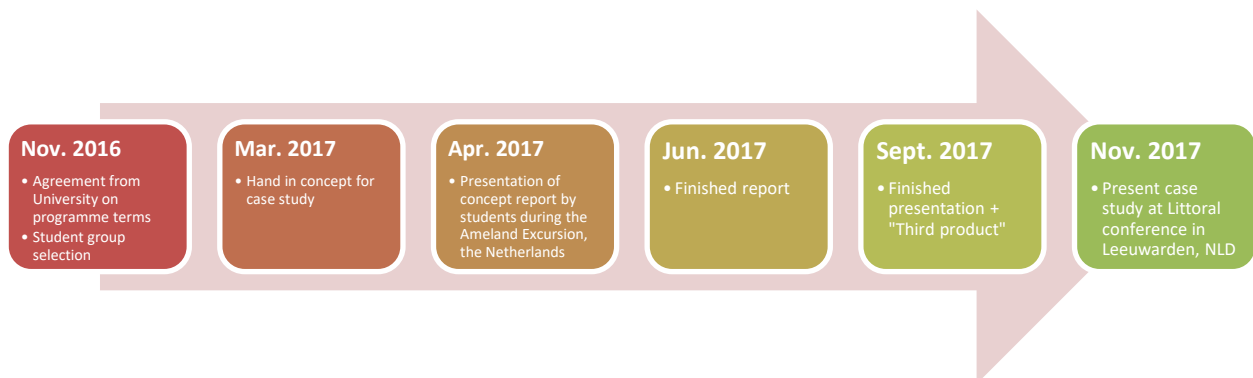 Nov. 2016
• Agreement from
University on
programme terms
• Student group
selection
Mar. 2017
• Hand in concept for
case study
Apr. 2017
• Presentation of
concept report by
students during the
Ameland Excursion,
the Netherlands
Jun. 2017
• Finished report
Sept. 2017
• Finished
presentation +
"Third product"
Nov. 2017
• Present case
study at Littoral
conference in
Leeuwarden, NLD